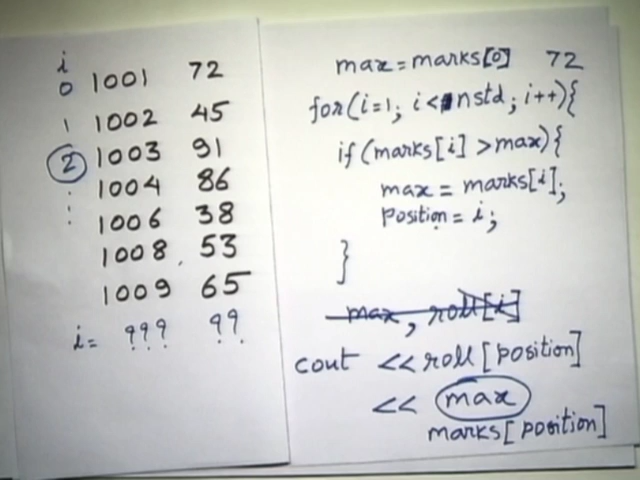 i
0 1001 72
1 1002 45
2 1003 91
: 1004 86
: 1006 38
1008 53
1009 65
i= ??? ??
max=marks[0] 72
for(i=1; i< nstd; i++){
if(marks[i] >max){
max = marks[i];
position = i;
}
max, roll[i]
cout << roll[position]
<< max
marks[position]